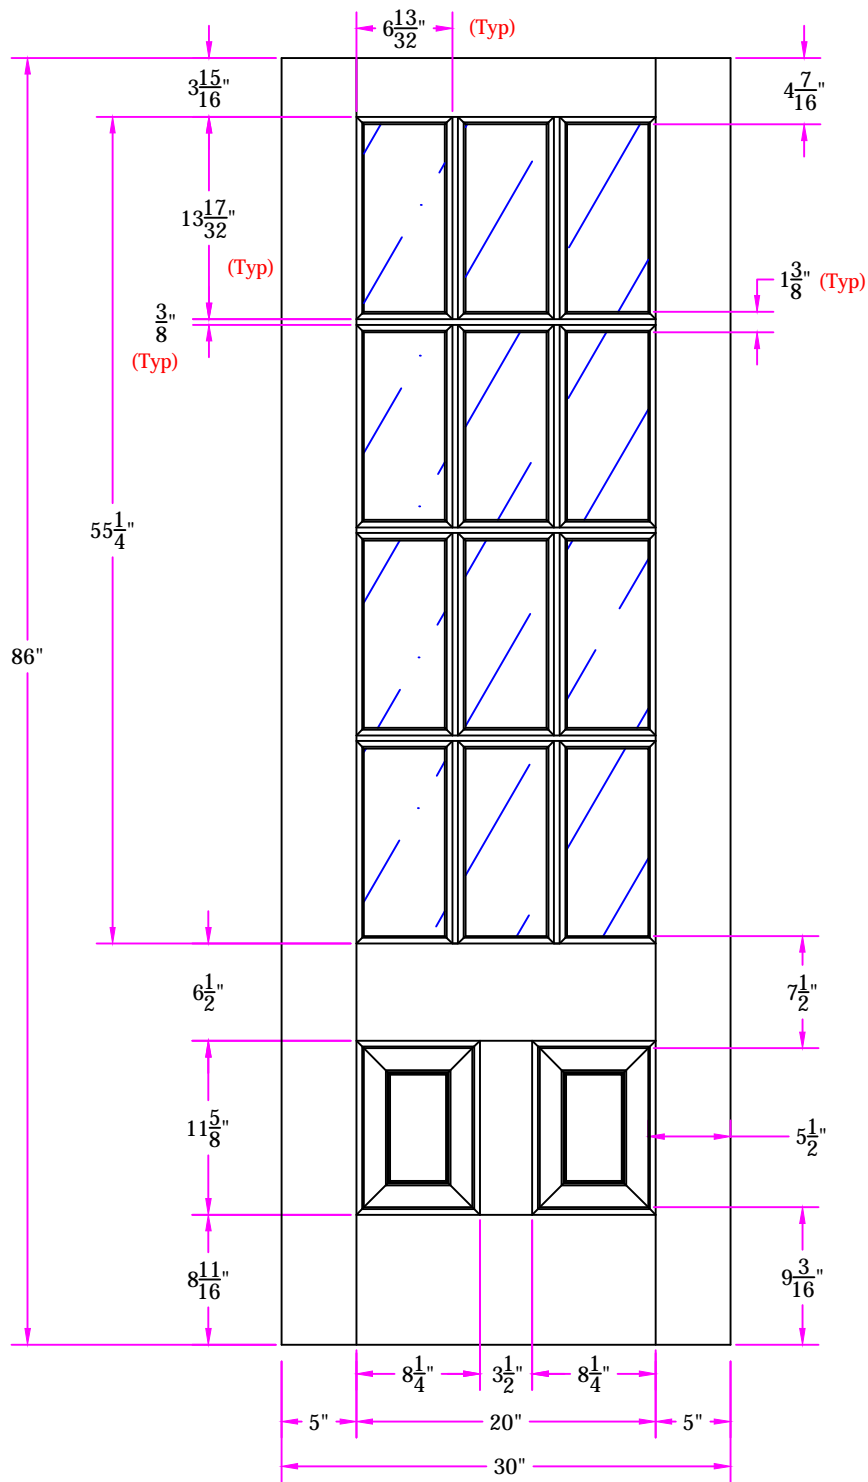 6 13/32" (Typ)
3 15/16"
4 7/16"
13 17/32"
(Typ)
1 3/8" (Typ)
3/8"
(Typ)
55 1/4"
86"
6 1/2"
7 1/2"
11 5/8"
5 1/2"
8 11/16"
9 3/16"
8 1/4" 3 1/2" 8 1/4"
5" 20" 5"
30"